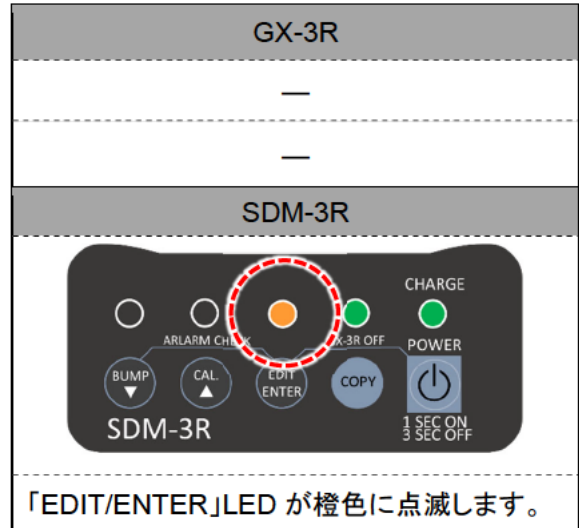 GX-3R
―
―
SDM-3R
CHARGE
ARLARM CHECK
X-3R OFF
POWER
BUMP
▼
CAL.
▲
EDIT
ENTER
COPY
SDM-3R
1 SEC ON
3 SEC OFF
「EDIT/ENTER」LED が橙色に点滅します。